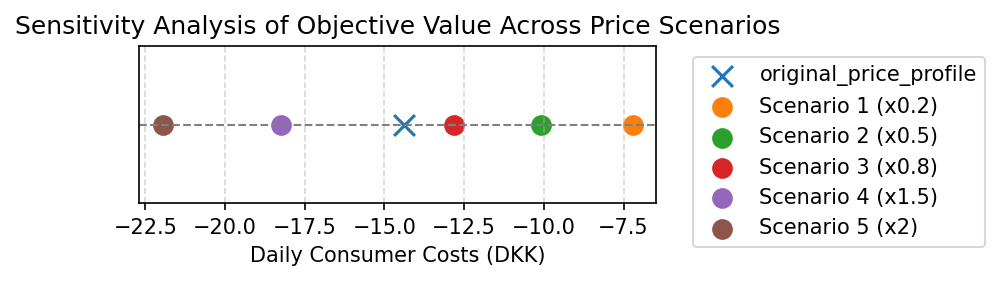 Sensitivity Analysis of Objective Value Across Price Scenarios
original_price_profile
Scenario 1 (x0.2)
Scenario 2 (x0.5)
Scenario 3 (x0.8)
Scenario 4 (x1.5)
Scenario 5 (x2)
−22.5 −20.0 −17.5 −15.0 −12.5 −10.0 −7.5
Daily Consumer Costs (DKK)